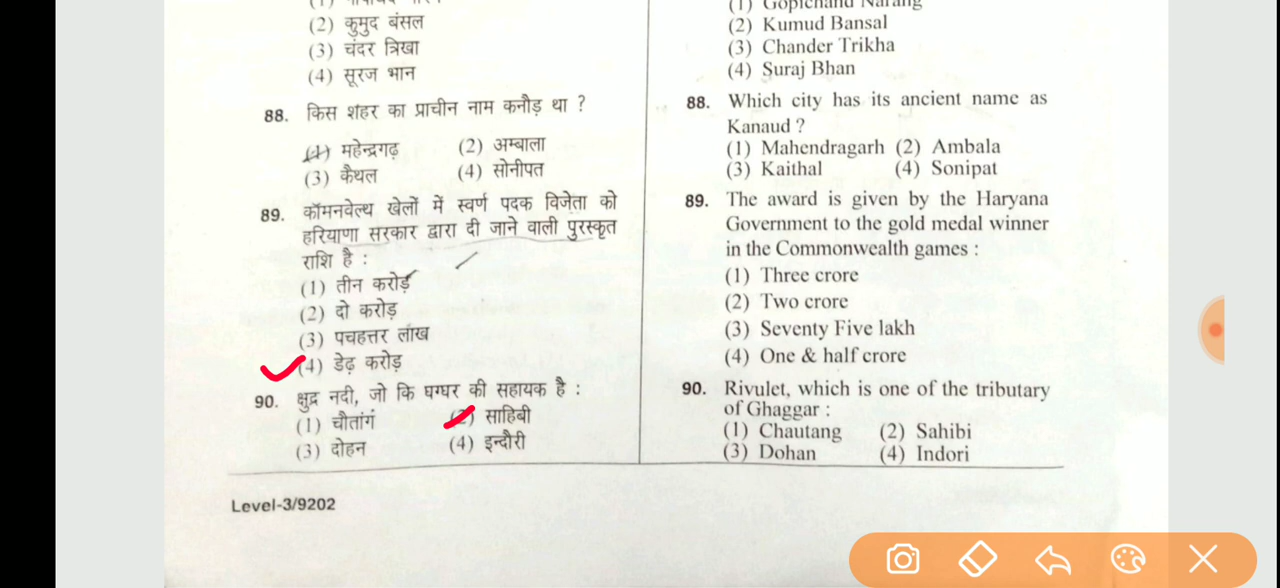 (2) कुमुद बंसल
(3) चंदर त्रिखा
(4) सूरज भान
88. किस शहर का प्राचीन नाम कनौड़ था ?
(1) महेन्द्रगढ़ (2) अम्बाला
(3) कैथल (4) सोनीपत
89. कॉमनवेल्थ खेलों में स्वर्ण पदक विजेता को
हरियाणा सरकार द्वारा दी जाने वाली पुरस्कृत
राशि है :
(1) तीन करोड़
(2) दो करोड़
(3) पचहत्तर लाख
(4) डेढ़ करोड़
90. क्षुद्र नदी, जो कि घग्घर की सहायक है :
(1) चौतांगं (2) साहिबी
(3) दोहन (4) इन्दौरी
Level-3/9202
(1) Gopichand Narang
(2) Kumud Bansal
(3) Chander Trikha
(4) Suraj Bhan
88. Which city has its ancient name as
Kanaud ?
(1) Mahendragarh (2) Ambala
(3) Kaithal (4) Sonipat
89. The award is given by the Haryana
Government to the gold medal winner
in the Commonwealth games :
(1) Three crore
(2) Two crore
(3) Seventy Five lakh
(4) One & half crore
90. Rivulet, which is one of the tributary
of Ghaggar :
(1) Chautang (2) Sahibi
(3) Dohan (4) Indori